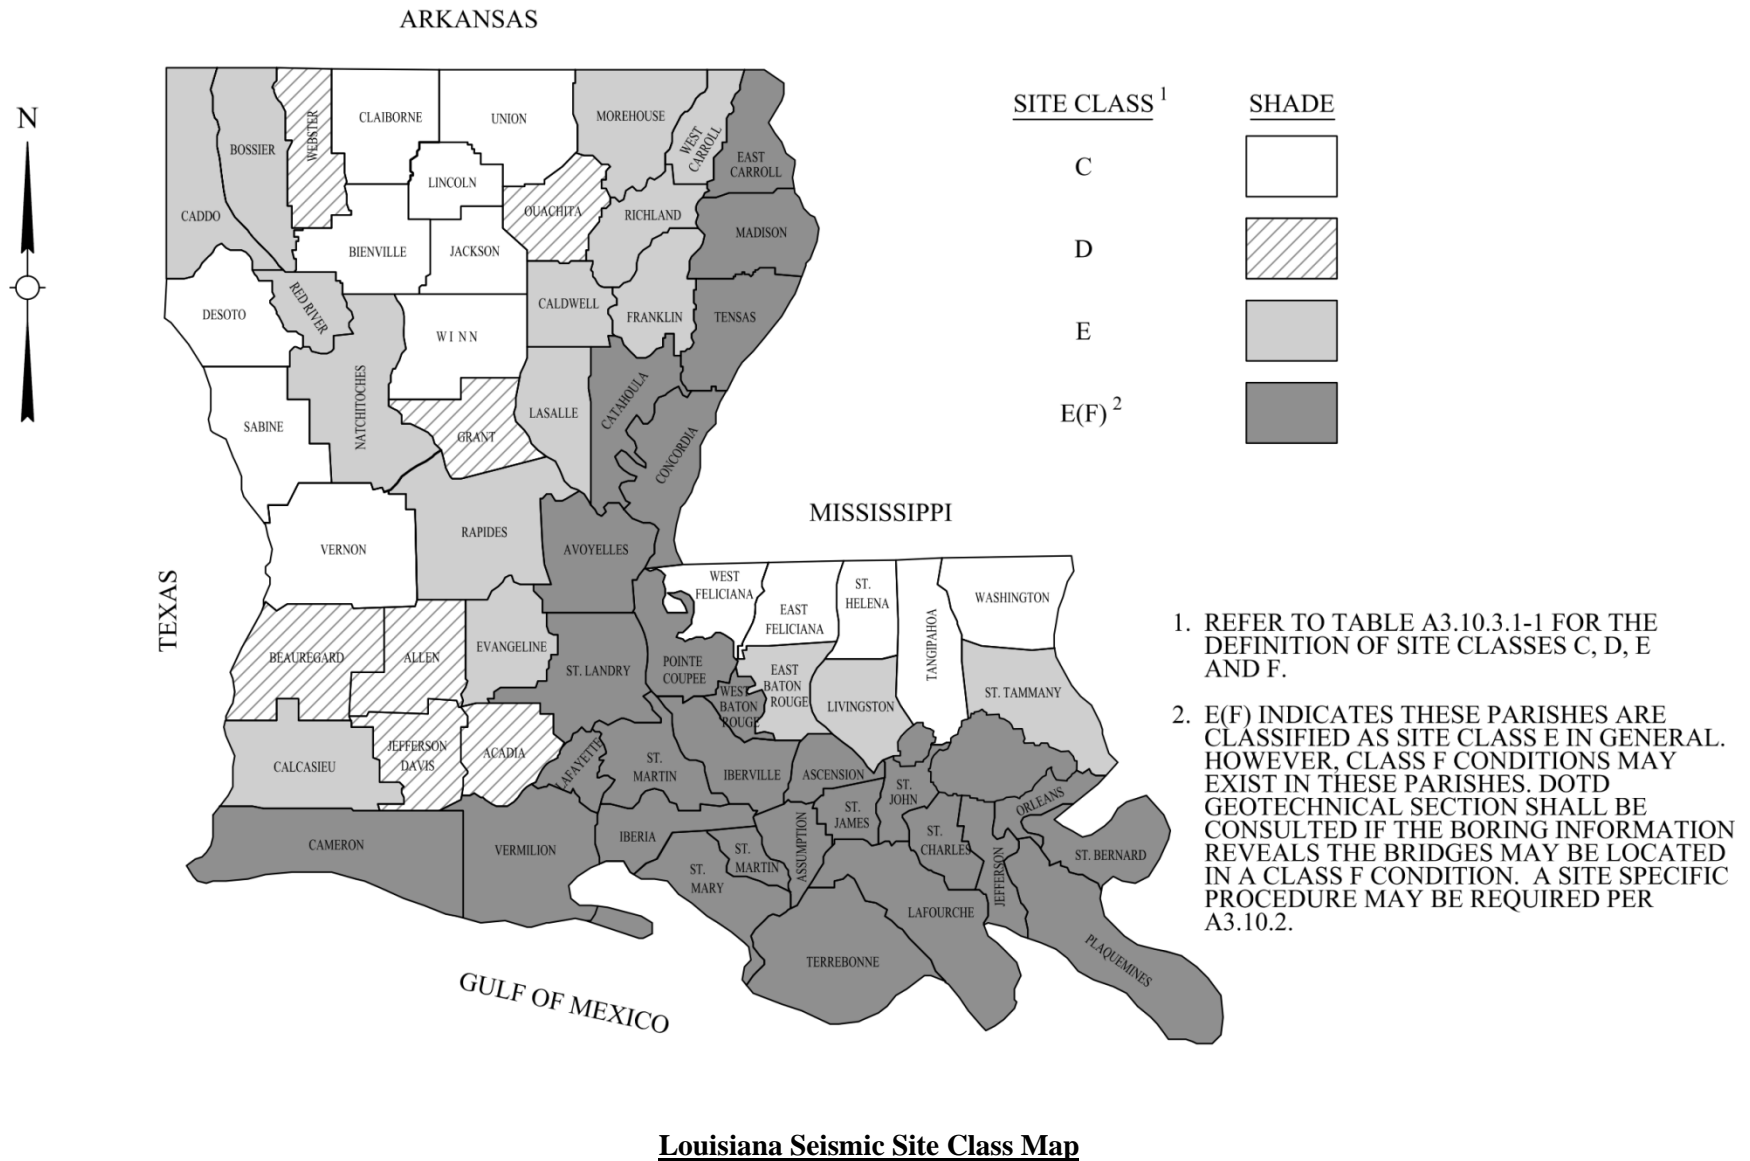 ARKANSAS
N
SITE CLASS 1
SHADE
C
D
E
E(F) 2
CLAIBORNE
UNION
MOREHOUSE
WEBSTER
BOSSIER
WEST
CARROLL
EAST
CARROLL
LINCOLN
CADDO
OUACHITA
RICHLAND
MADISON
BIENVILLE
JACKSON
DESOTO
RED RIVER
CALDWELL
FRANKLIN
TENSAS
WINN
NATCHITOCHES
CATAHOULA
SABINE
GRANT
LASALLE
CONCORDIA
MISSISSIPPI
TEXAS
VERNON
RAPIDES
AVOYELLES
WEST
FELICIANA
EAST
FELICIANA
ST.
HELENA
TANGIPAHOA
WASHINGTON
BEAUREGARD
ALLEN
EVANGELINE
ST. LANDRY
POINTE
COUPEE
WEST
BATON
ROUGE
EAST
BATON
ROUGE
LIVINGSTON
ST. TAMMANY
CALCASIEU
JEFFERSON
DAVIS
ACADIA
LAFAYETTE
ST.
MARTIN
IBERVILLE
ASCENSION
ST.
JOHN
ORLEANS
CAMERON
VERMILION
IBERIA
ST.
MARTIN
ASSUMPTION
ST.
JAMES
ST.
CHARLES
JEFFERSON
ST. BERNARD
ST.
MARY
LAFOURCHE
TERREBONNE
PLAQUEMINES
GULF OF MEXICO
1. REFER TO TABLE A3.10.3.1-1 FOR THE
DEFINITION OF SITE CLASSES C, D, E
AND F.
2. E(F) INDICATES THESE PARISHES ARE
CLASSIFIED AS SITE CLASS E IN GENERAL.
HOWEVER, CLASS F CONDITIONS MAY
EXIST IN THESE PARISHES. DOTD
GEOTECHNICAL SECTION SHALL BE
CONSULTED IF THE BORING INFORMATION
REVEALS THE BRIDGES MAY BE LOCATED
IN A CLASS F CONDITION. A SITE SPECIFIC
PROCEDURE MAY BE REQUIRED PER
A3.10.2.
Louisiana Seismic Site Class Map